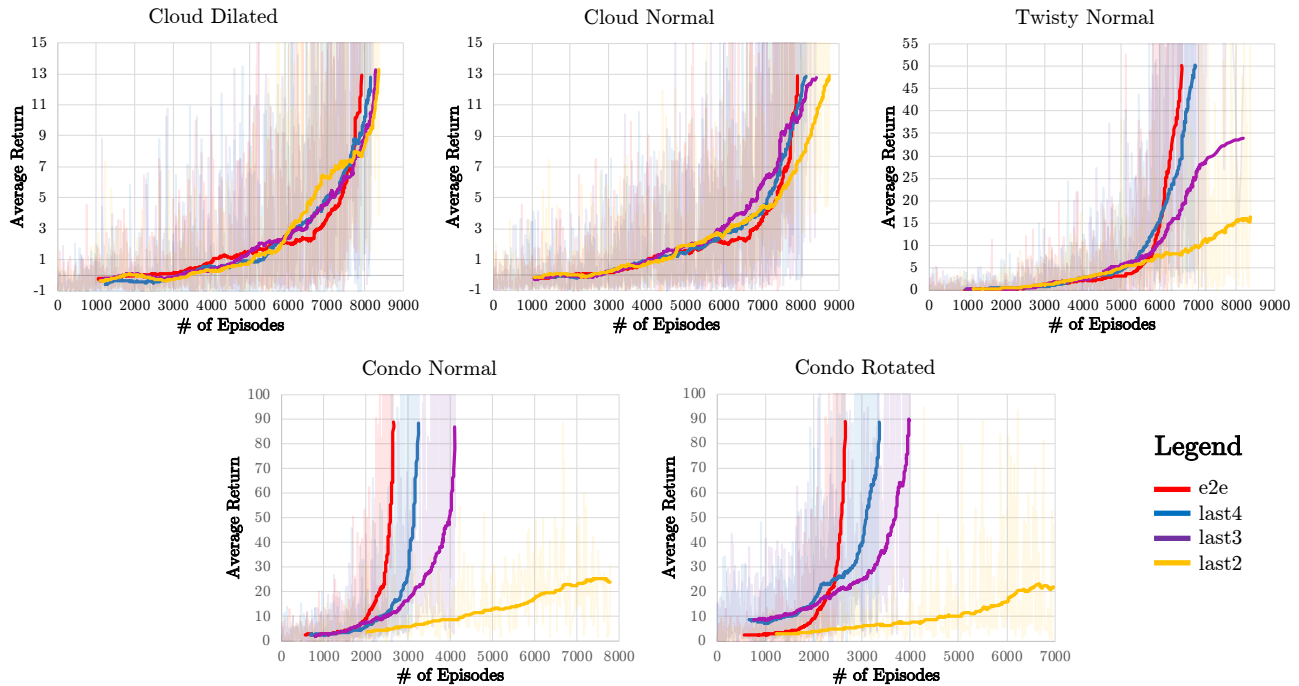 Cloud Dilated
15
13
11
9
7
5
3
1
-1
Average Return
0 1000 2000 3000 4000 5000 6000 7000 8000 9000
# of Episodes
Cloud Normal
15
13
11
9
7
5
3
1
-1
Average Return
0 1000 2000 3000 4000 5000 6000 7000 8000 9000
# of Episodes
Twisty Normal
55
50
45
40
35
30
25
20
15
10
5
0
Average Return
0 1000 2000 3000 4000 5000 6000 7000 8000 9000
# of Episodes
Condo Normal
100
90
80
70
60
50
40
30
20
10
0
Average Return
0 1000 2000 3000 4000 5000 6000 7000 8000
# of Episodes
Condo Rotated
100
90
80
70
60
50
40
30
20
10
0
Average Return
0 1000 2000 3000 4000 5000 6000 7000
# of Episodes
Legend
e2e
last4
last3
last2